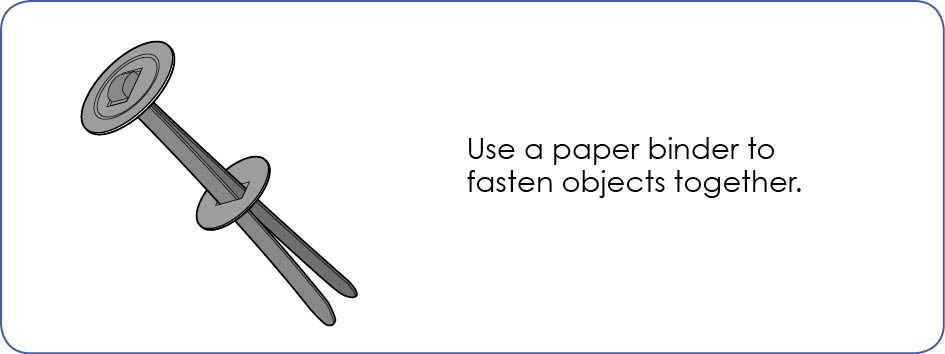 Use a paper binder to
fasten objects together.